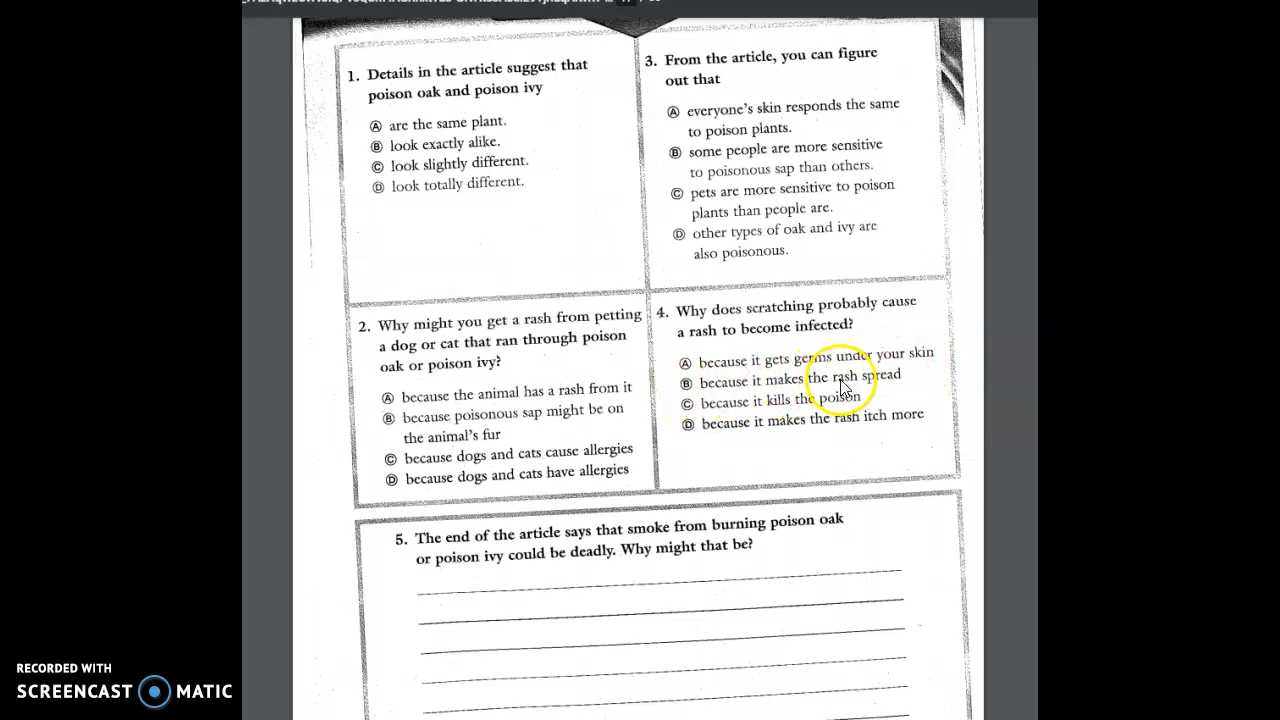 1. Details in the article suggest that
poison oak and poison ivy
Ⓐ are the same plant.
Ⓑ look exactly alike.
Ⓒ look slightly different.
Ⓓ look totally different.
2. Why might you get a rash from petting
a dog or cat that ran through poison
oak or poison ivy?
Ⓐ because the animal has a rash from it
Ⓑ because poisonous sap might be on
the animal's fur
Ⓒ because dogs and cats cause allergies
Ⓓ because dogs and cats have allergies
3. From the article, you can figure
out that
Ⓐ everyone's skin responds the same
to poison plants.
Ⓑ some people are more sensitive
to poisonous sap than others.
Ⓒ pets are more sensitive to poison
plants than people are.
Ⓓ other types of oak and ivy are
also poisonous.
4. Why does scratching probably cause
a rash to become infected?
Ⓐ because it gets germs under your skin
Ⓑ because it makes the rash spread
Ⓒ because it kills the poison
Ⓓ because it makes the rash itch more
5. The end of the article says that smoke from burning poison oak
or poison ivy could be deadly. Why might that be?
RECORDED WITH
SCREENCAST MATIC